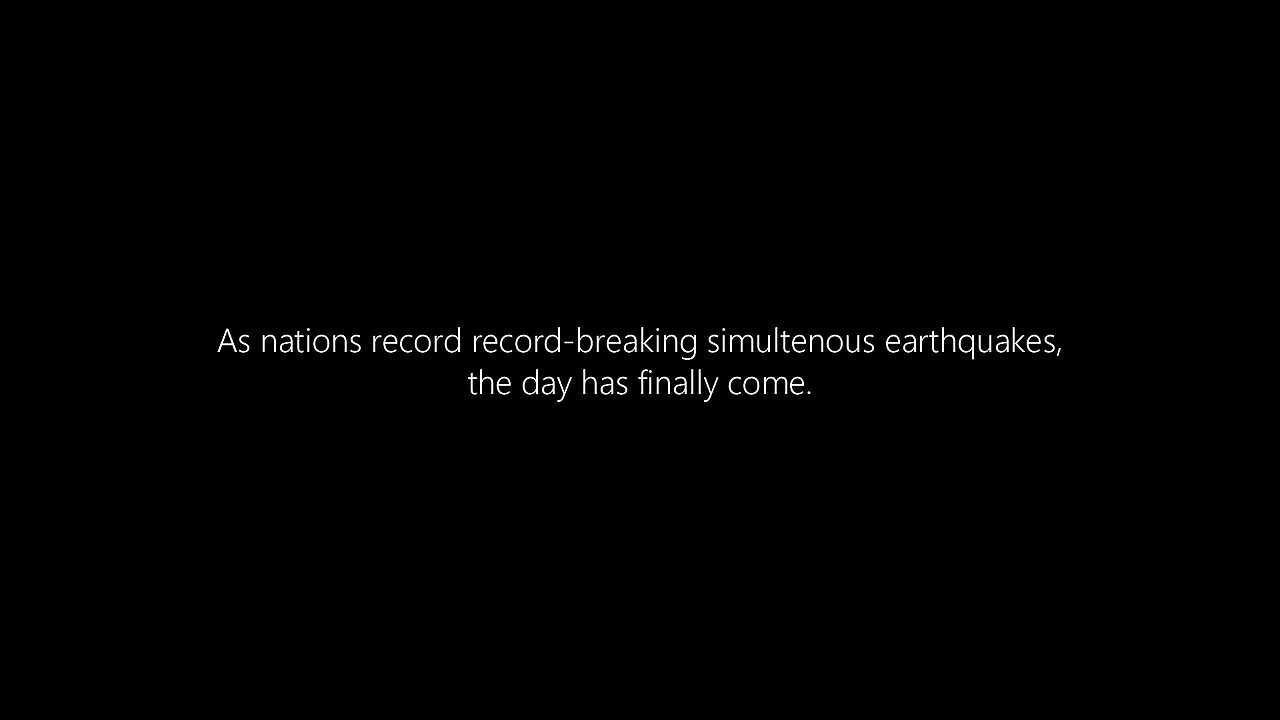 As nations record record-breaking simultenous earthquakes,
the day has finally come.